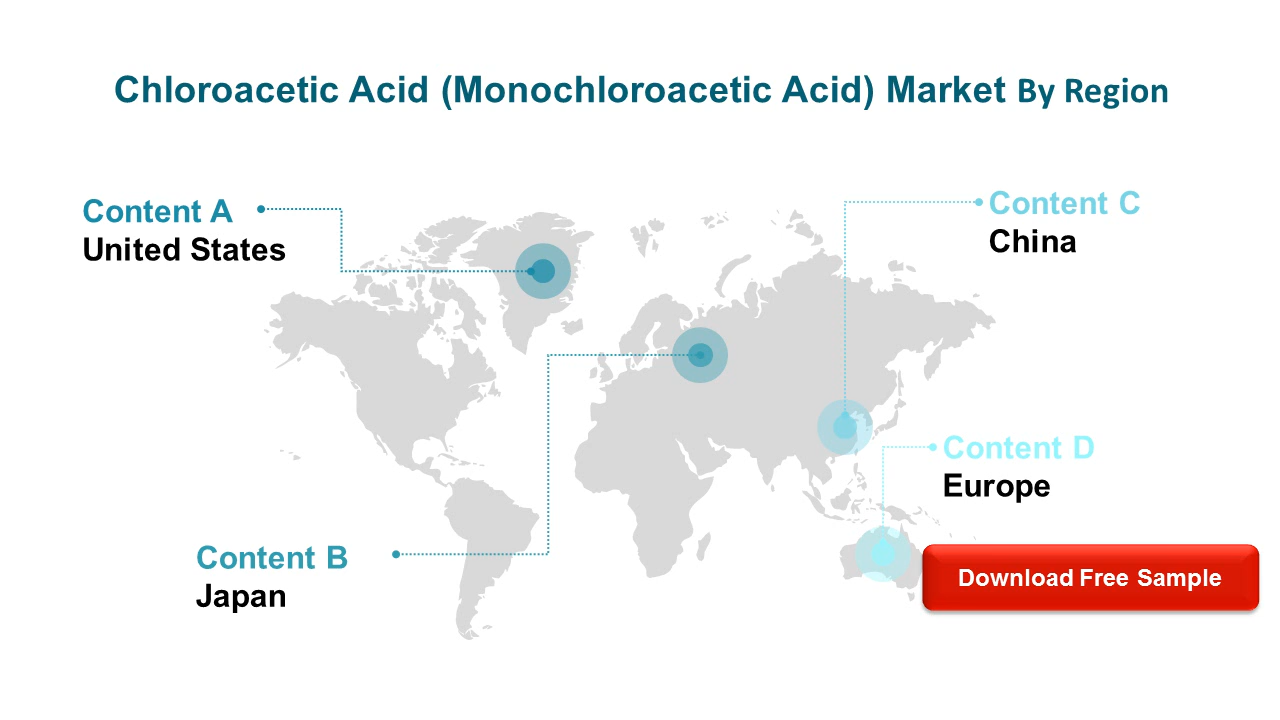 Chloroacetic Acid (Monochloroacetic Acid) Market By Region
Content A
United States
Content C
China
Content D
Europe
Content B
Japan
Download Free Sample